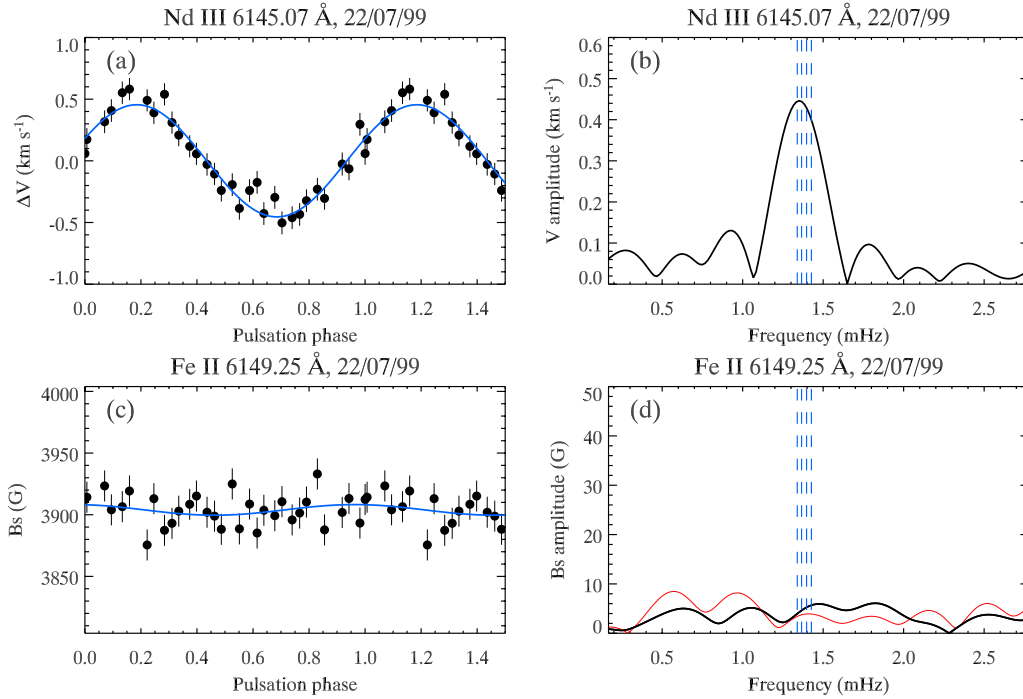 Nd III 6145.07 Å, 22/07/99
(a)
1.0
0.5
0.0
-0.5
-1.0
ΔV (km s⁻¹)
0.0 0.2 0.4 0.6 0.8 1.0 1.2 1.4
Pulsation phase
Nd III 6145.07 Å, 22/07/99
(b)
0.6
0.5
0.4
0.3
0.2
0.1
0.0
V amplitude (km s⁻¹)
0.5 1.0 1.5 2.0 2.5
Frequency (mHz)
Fe II 6149.25 Å, 22/07/99
(c)
4000
3950
3900
3850
Bs (G)
0.0 0.2 0.4 0.6 0.8 1.0 1.2 1.4
Pulsation phase
Fe II 6149.25 Å, 22/07/99
(d)
50
40
30
20
10
0
Bs amplitude (G)
0.5 1.0 1.5 2.0 2.5
Frequency (mHz)